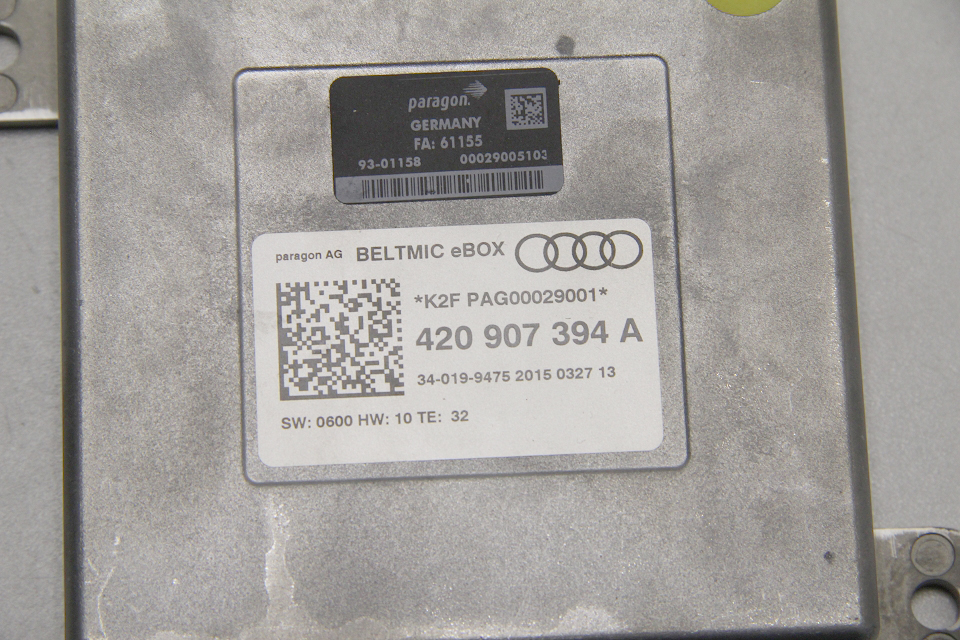 paragon.
GERMANY
FA: 61155
93-01158 00029005103
paragon AG BELTMIC eBOX
*K2F PAG00029001*
420 907 394 A
34-019-9475 2015 0327 13
SW: 0600 HW: 10 TE: 32